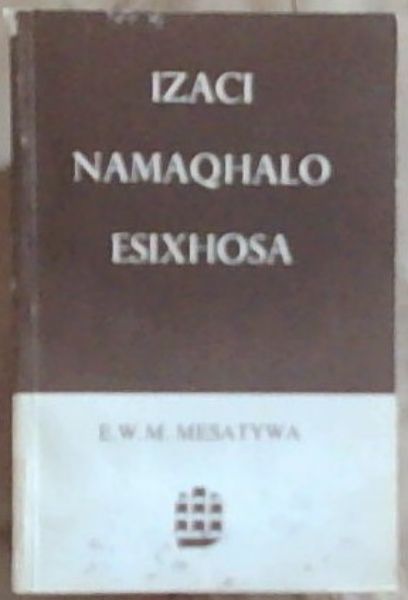 IZACI
NAMAQHALO
ESIXHOSA
E.W.M. MESATYWA